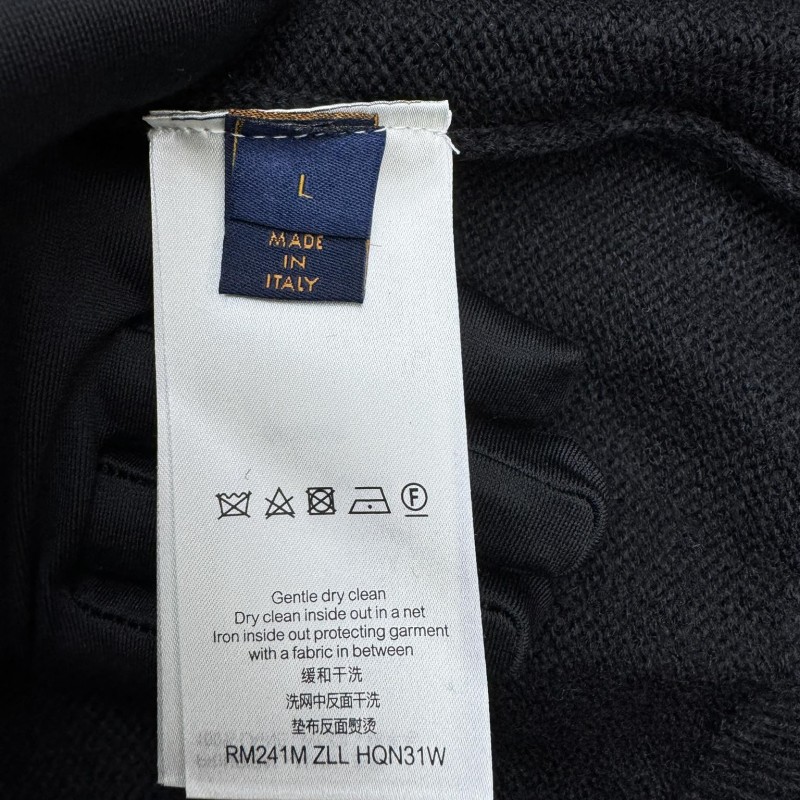 L
MADE
IN
ITALY
F
Gentle dry clean
Dry clean inside out in a net
Iron inside out protecting garment
with a fabric in between
缓和干洗
洗网中反面干洗
垫布反面熨烫
RM241M ZLL HQN31W